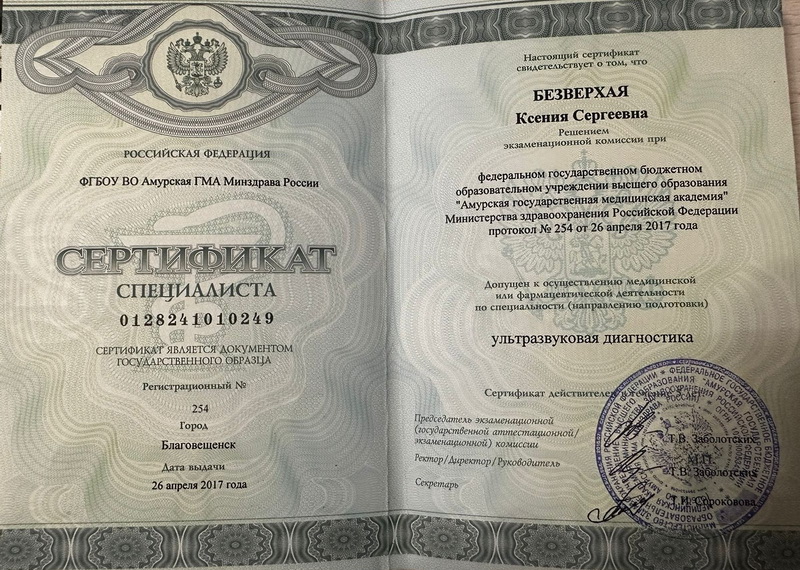 РОССИЙСКАЯ ФЕДЕРАЦИЯ
ФГБОУ ВО Амурская ГМА Минздрава России
СЕРТИФИКАТ
СПЕЦИАЛИСТА
0128241010249
СЕРТИФИКАТ ЯВЛЯЕТСЯ ДОКУМЕНТОМ
ГОСУДАРСТВЕННОГО ОБРАЗЦА
Регистрационный №
254
Город
Благовещенск
Дата выдачи
26 апреля 2017 года
Настоящий сертификат
свидетельствует о том, что
БЕЗВЕРХАЯ
Ксения Сергеевна
Решением
экзаменационной комиссии при
федеральном государственном бюджетном
образовательном учреждении высшего образования
"Амурская государственная медицинская академия"
Министерства здравоохранения Российской Федерации
протокол № 254 от 26 апреля 2017 года
Допущен к осуществлению медицинской
или фармацевтической деятельности
по специальности (направлению подготовки)
ультразвуковая диагностика
Сертификат действителен
Председатель экзаменационной
(государственной аттестационной/
экзаменационной) комиссии
Т.В. Заболотских
М.П.
Ректор/Директор/Руководитель
Т.В. Заболотских
Секретарь
Т.И. Сороковова